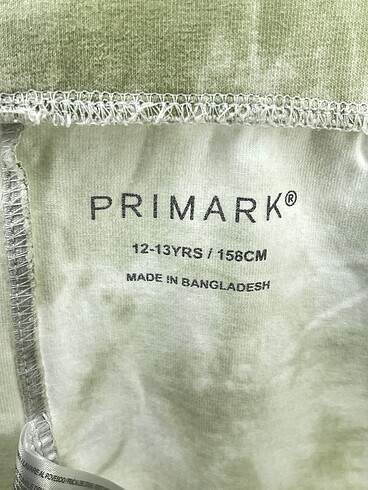 PRIMARK®
12-13YRS / 158CM
MADE IN BANGLADESH